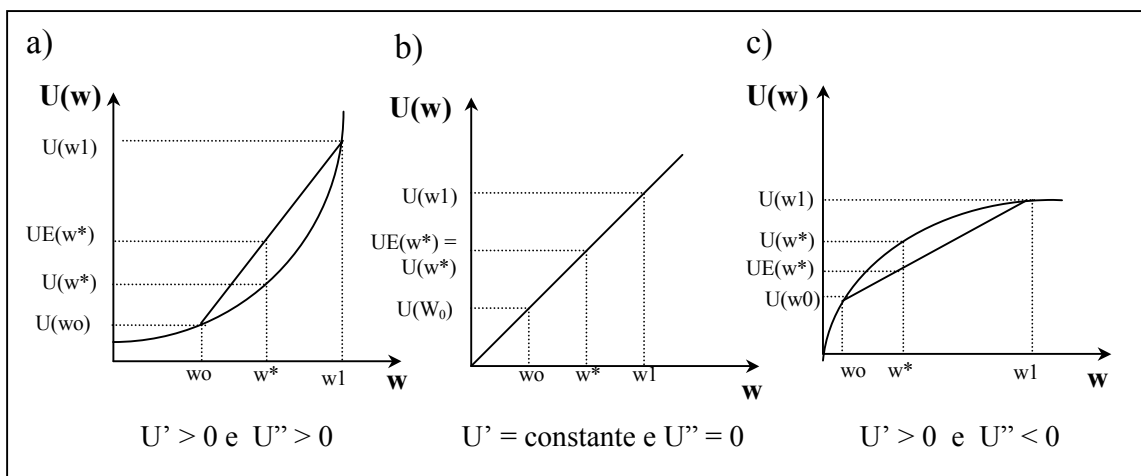 a)
U(w)
U(w1)
UE(w*)
U(w*)
U(wo)
wo w* w1
w
U’ > 0 e U” > 0
b)
U(w)
U(w1)
UE(w*) =
U(w*)
U(W₀)
wo w* w1
w
U’ = constante e U” = 0
c)
U(w)
U(w1)
U(w*)
UE(w*)
U(w0)
wo w* w1
w
U’ > 0 e U” < 0